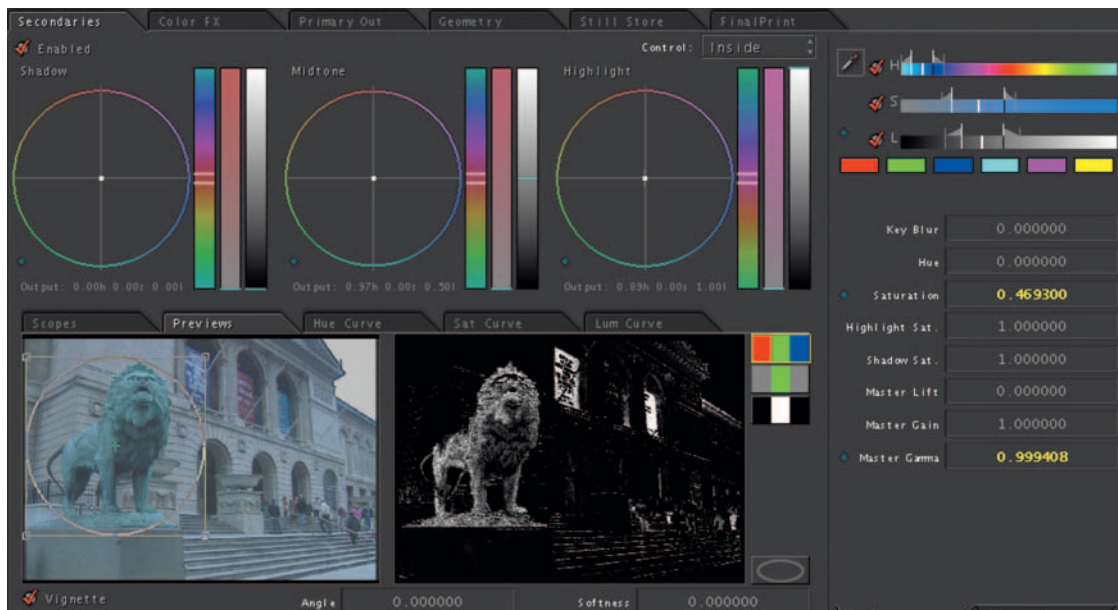 Secondaries Color FX Primary Out Geometry Still Store FinalPrint
Enabled
Control: Inside
Shadow Midtone Highlight
H
S
L
Output: 0.00h 0.00s 0.00l Output: 0.97h 0.00s 0.50l Output: 0.89h 0.00s 1.00l
Key Blur 0.000000
Hue 0.000000
Saturation 0.469300
Highlight Sat. 1.000000
Shadow Sat. 1.000000
Master Lift 0.000000
Master Gain 1.000000
Master Gamma 0.999408
Scopes Previews Hue Curve Sat Curve Lum Curve
Vignette Angle 0.000000 Softness 0.000000